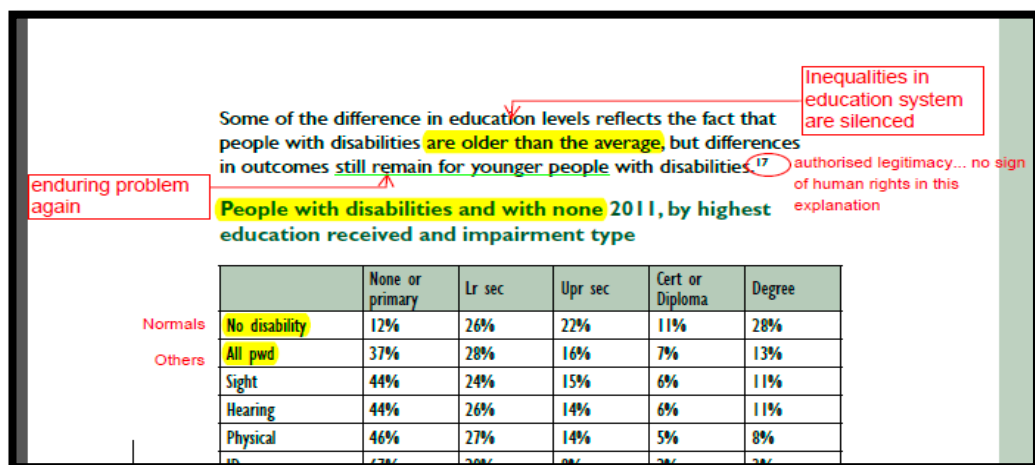 Inequalities in
education system
are silenced
Some of the difference in education levels reflects the fact that
people with disabilities are older than the average, but differences
in outcomes still remain for younger people with disabilities.17
authorised legitimacy... no sign
of human rights in this
explanation
enduring problem
again
People with disabilities and with none 2011, by highest
education received and impairment type
None or primary Lr sec Upr sec Cert or Diploma Degree
Normals No disability 12% 26% 22% 11% 28%
Others All pwd 37% 28% 16% 7% 13%
Sight 44% 24% 15% 6% 11%
Hearing 44% 26% 14% 6% 11%
Physical 46% 27% 14% 5% 8%